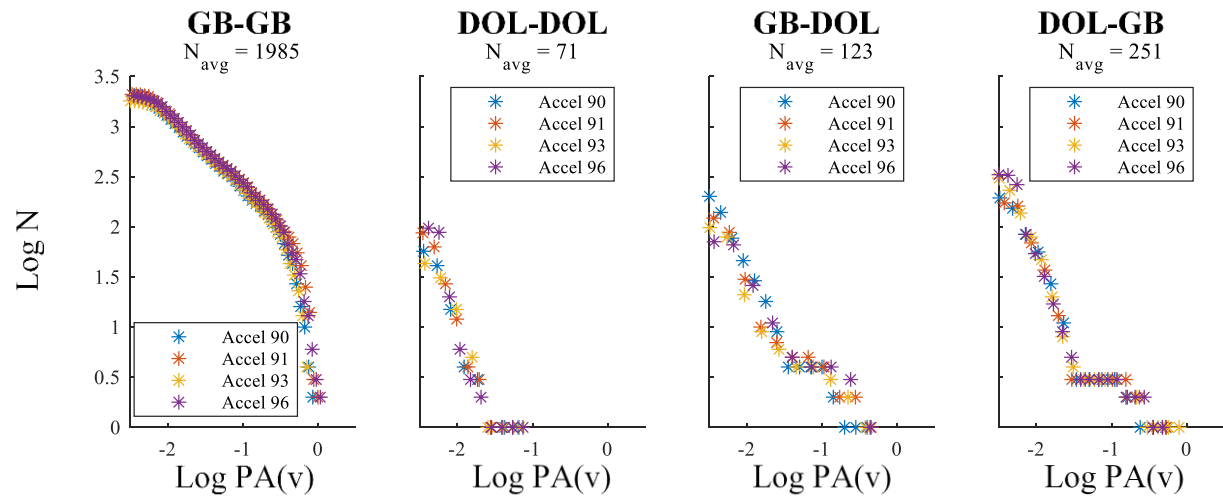 GB-GB DOL-DOL GB-DOL DOL-GB
N_avg = 1985 N_avg = 71 N_avg = 123 N_avg = 251
3.5
3
2.5
2
1.5
1
0.5
0
Log N
Accel 90
Accel 91
Accel 93
Accel 96
Accel 90
Accel 91
Accel 93
Accel 96
Accel 90
Accel 91
Accel 93
Accel 96
Accel 90
Accel 91
Accel 93
Accel 96
-2 -1 0 -2 -1 0 -2 -1 0 -2 -1 0
Log PA(v) Log PA(v) Log PA(v) Log PA(v)